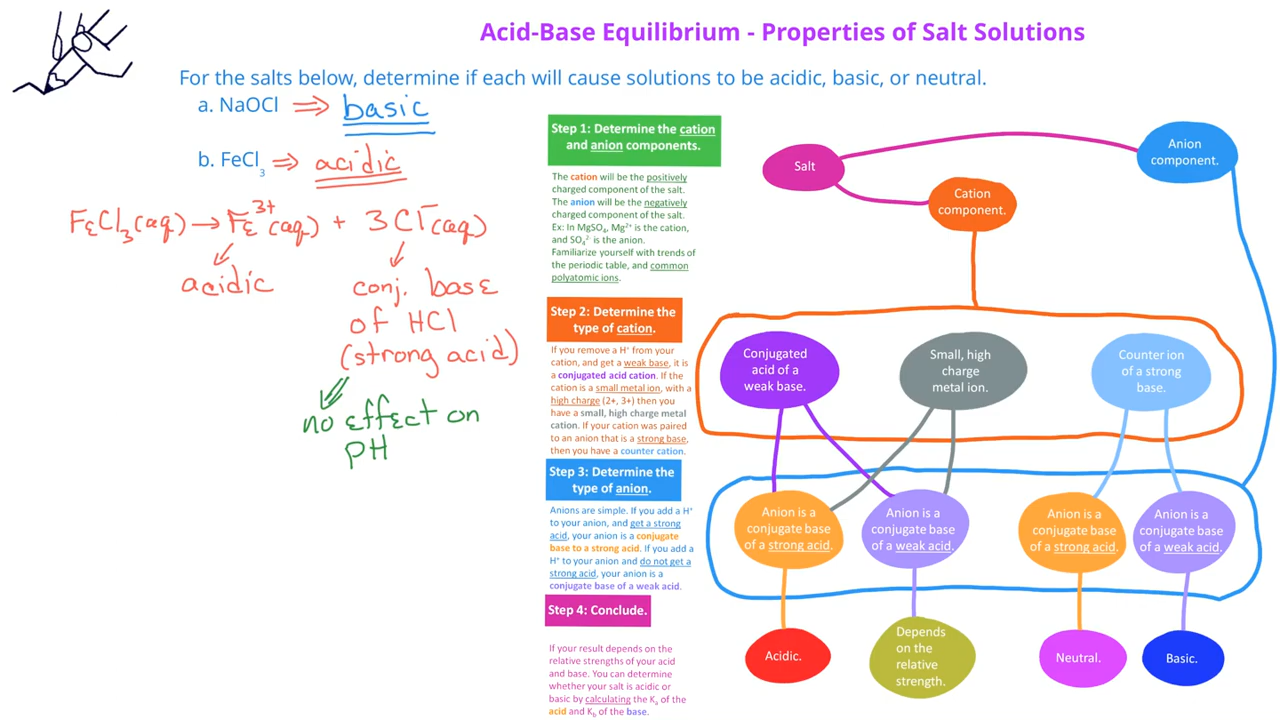 Acid-Base Equilibrium - Properties of Salt Solutions
For the salts below, determine if each will cause solutions to be acidic, basic, or neutral.
a. NaOCl ⇒ basic
b. FeCl₃ ⇒ acidic
FeCl₃(aq) → Fe³⁺(aq) + 3Cl⁻(aq)
acidic
conj. base
of HCl
(strong acid)
no effect on
pH
Step 1: Determine the cation
and anion components.
The cation will be the positively
charged component of the salt.
The anion will be the negatively
charged component of the salt.
Ex: In MgSO₄, Mg²⁺ is the cation,
and SO₄²⁻ is the anion.
Familiarize yourself with trends of
the periodic table, and common
polyatomic ions.
Step 2: Determine the
type of cation.
If you remove a H⁺ from your
cation, and get a weak base, it is
a conjugated acid cation. If the
cation is a small metal ion, with a
high charge (2+, 3+) then you
have a small, high charge metal
cation. If your cation was paired
to an anion that is a strong base,
then you have a counter cation.
Step 3: Determine the
type of anion.
Anions are simple. If you add a H⁺
to your anion, and get a strong
acid, your anion is a conjugate
base to a strong acid. If you add a
H⁺ to your anion and do not get a
strong acid, your anion is a
conjugate base of a weak acid.
Step 4: Conclude.
If your result depends on the
relative strengths of your acid
and base. You can determine
whether your salt is acidic or
basic by calculating the Kₐ of the
acid and K_b of the base.
Salt
Anion
component.
Cation
component.
Conjugated
acid of a
weak base.
Small, high
charge
metal ion.
Counter ion
of a strong
base.
Anion is a
conjugate base
of a strong acid.
Anion is a
conjugate base
of a weak acid.
Anion is a
conjugate base
of a strong acid.
Anion is a
conjugate base
of a weak acid.
Acidic.
Depends
on the
relative
strength.
Neutral.
Basic.